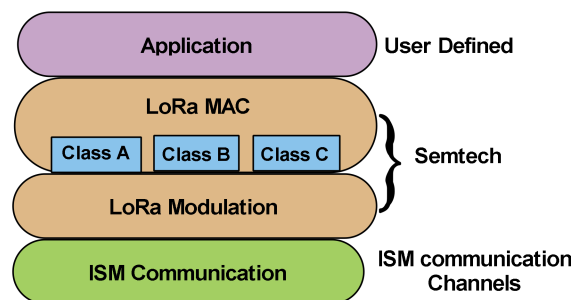 Application
User Defined
LoRa MAC
Class A
Class B
Class C
Semtech
LoRa Modulation
ISM Communication
ISM communication
Channels